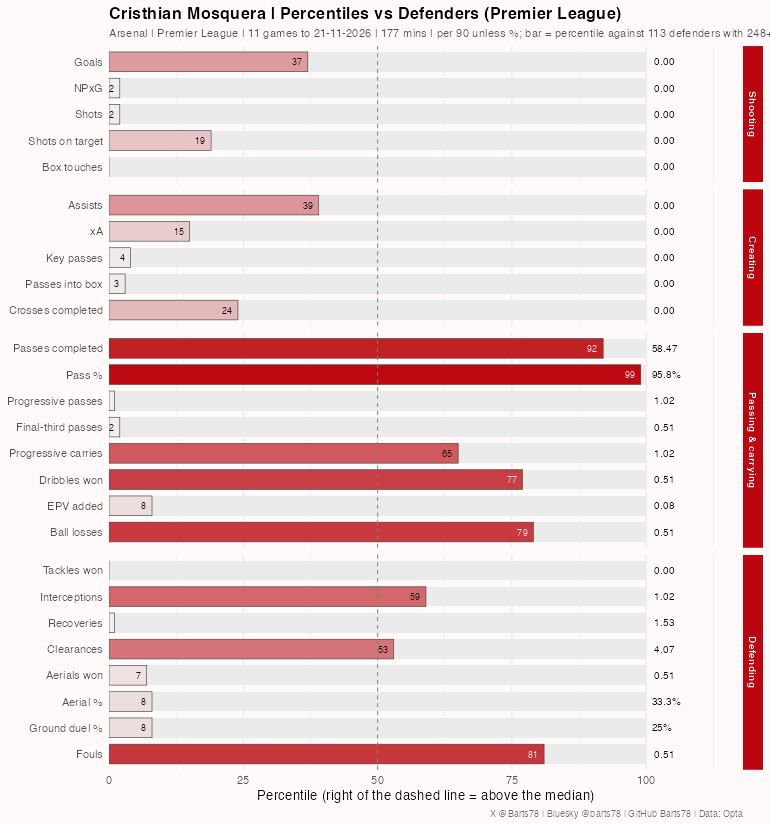 Cristhian Mosquera | Percentiles vs Defenders (Premier League)
Arsenal | Premier League | 11 games to 21-11-2026 | 177 mins | per 90 unless %; bar = percentile against 113 defenders with 248+
Goals 37 0.00
NPxG 2 0.00
Shots 2 0.00
Shots on target 19 0.00
Box touches 0.00
Shooting
Assists 39 0.00
xA 15 0.00
Key passes 4 0.00
Passes into box 3 0.00
Crosses completed 24 0.00
Creating
Passes completed 92 58.47
Pass % 99 95.8%
Progressive passes 1.02
Final-third passes 2 0.51
Progressive carries 65 1.02
Dribbles won 77 0.51
EPV added 8 0.08
Ball losses 79 0.51
Passing & carrying
Tackles won 0.00
Interceptions 59 1.02
Recoveries 1.53
Clearances 53 4.07
Aerials won 7 0.51
Aerial % 8 33.3%
Ground duel % 8 25%
Fouls 81 0.51
Defending
0 25 50 75 100
Percentile (right of the dashed line = above the median)
X @Barts78 | Bluesky @barts78 | GitHub Barts78 | Data: Opta